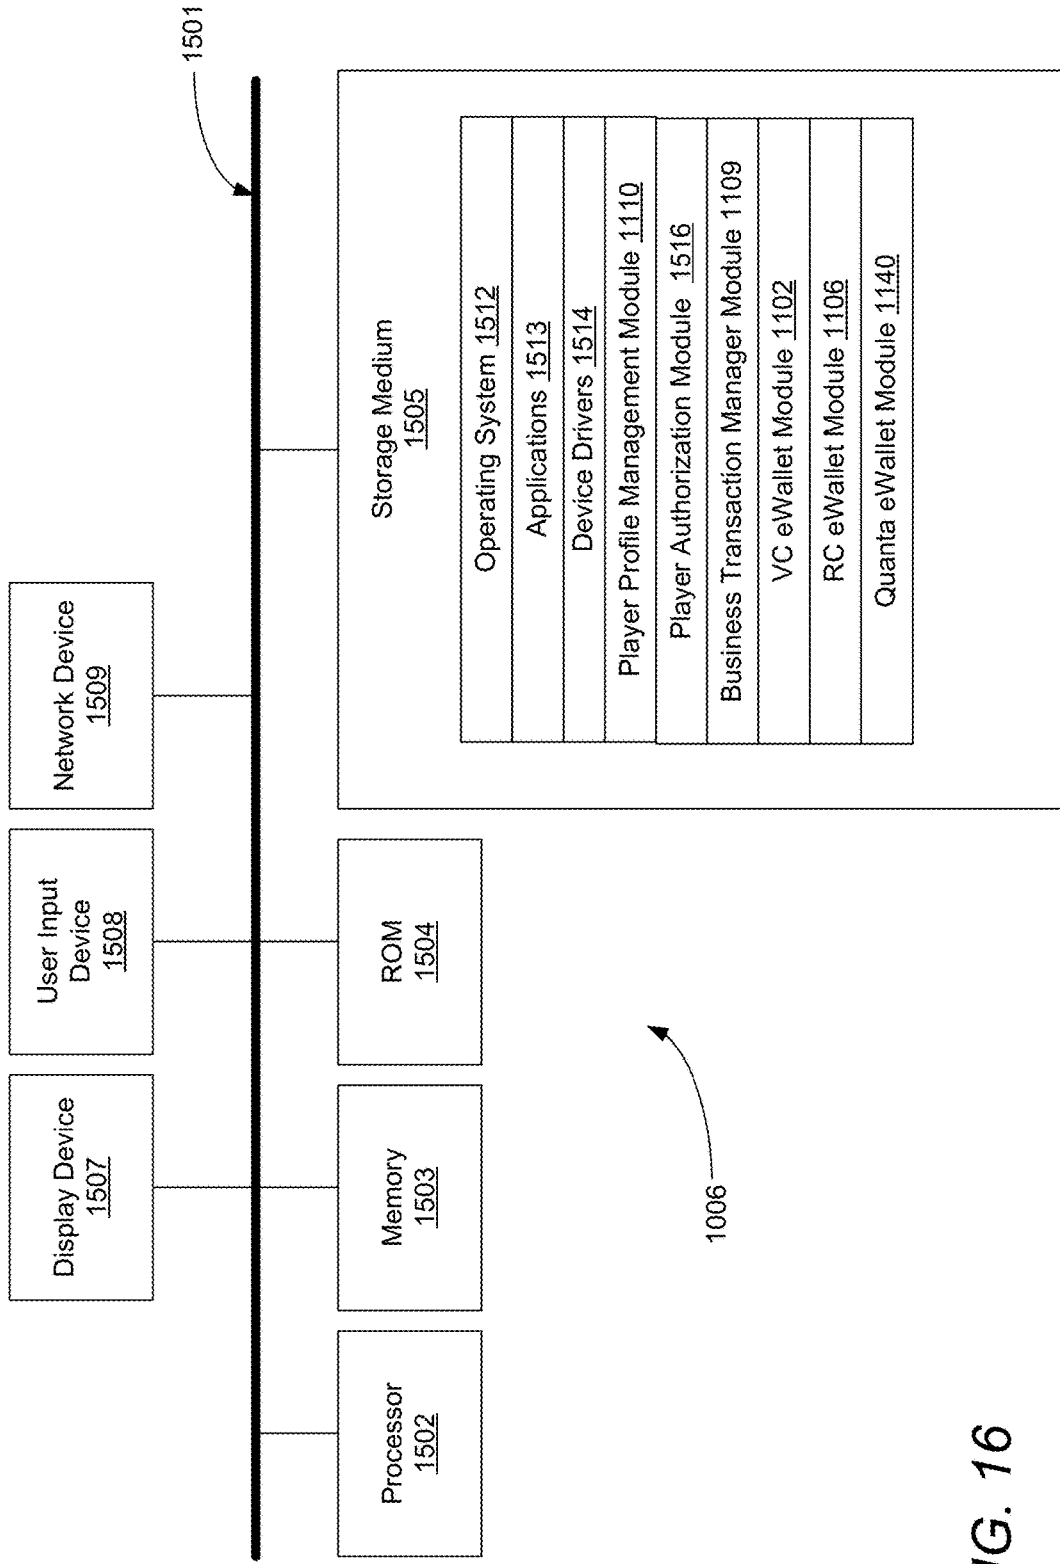 Display Device
1507
User Input
Device
1508
Network Device
1509
1501
Processor
1502
Memory
1503
ROM
1504
Storage Medium
1505
Operating System 1512
Applications 1513
Device Drivers 1514
Player Profile Management Module 1110
Player Authorization Module 1516
Business Transaction Manager Module 1109
VC eWallet Module 1102
RC eWallet Module 1106
Quanta eWallet Module 1140
1006
IG. 16